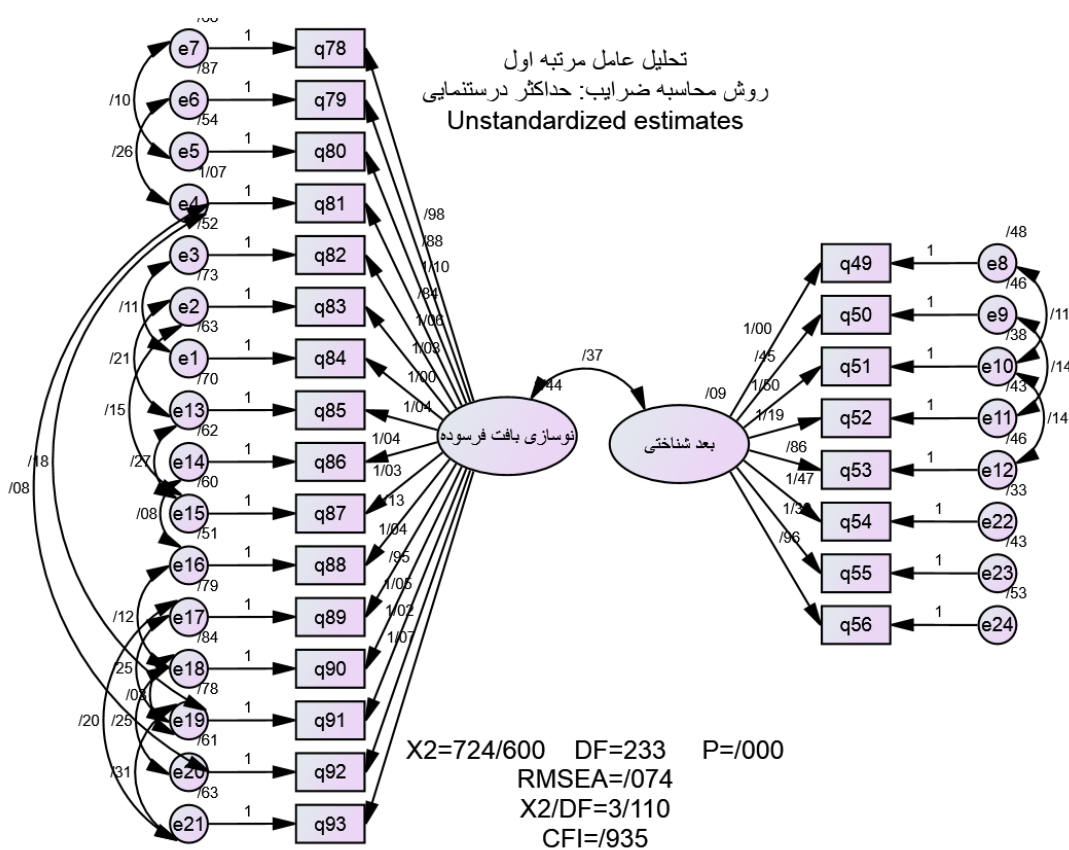 تحلیل عامل مرتبه اول
روش محاسبه ضرایب: حداکثر درستنمایی
Unstandardized estimates
e7 1 q78
/87
e6 1 q79
/54
e5 1 q80
1/07
e4 1 q81
/52
e3 1 q82
/73
e2 1 q83
/63
e1 1 q84
/70
e13 1 q85
/62
e14 1 q86
/60
e15 1 q87
/51
e16 1 q88
/79
e17 1 q89
/84
e18 1 q90
/78
e19 1 q91
/61
e20 1 q92
/63
e21 1 q93
/10
/26
/11
/21
/15
/18
/27
/08
/08
/12
/25
/20
/25
/31
/98
/88
1/10
/84
1/06
1/03
1/00
1/04
1/04
1/03
1/04
/95
1/05
1/02
1/07
نوسازی بافت فرسوده
/37
/09
بعد شناختی
1/00
/45
1/50
1/19
/86
1/47
/96
/48
q49 1 e8
/46
q50 1 e9
/38
q51 1 e10
/43
q52 1 e11
/46
q53 1 e12
/33
q54 1 e22
/43
q55 1 e23
/53
q56 1 e24
/11
/14
/14
X2=724/600 DF=233 P=/000
RMSEA=/074
X2/DF=3/110
CFI=/935